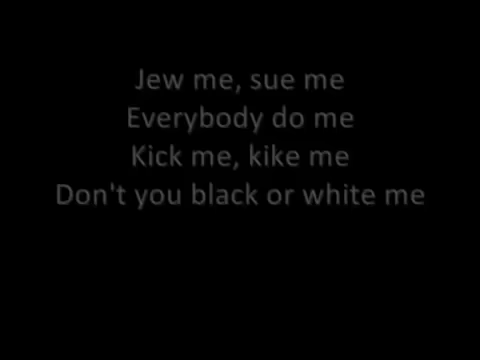 Jew me, sue me
Everybody do me
Kick me, kike me
Don't you black or white me